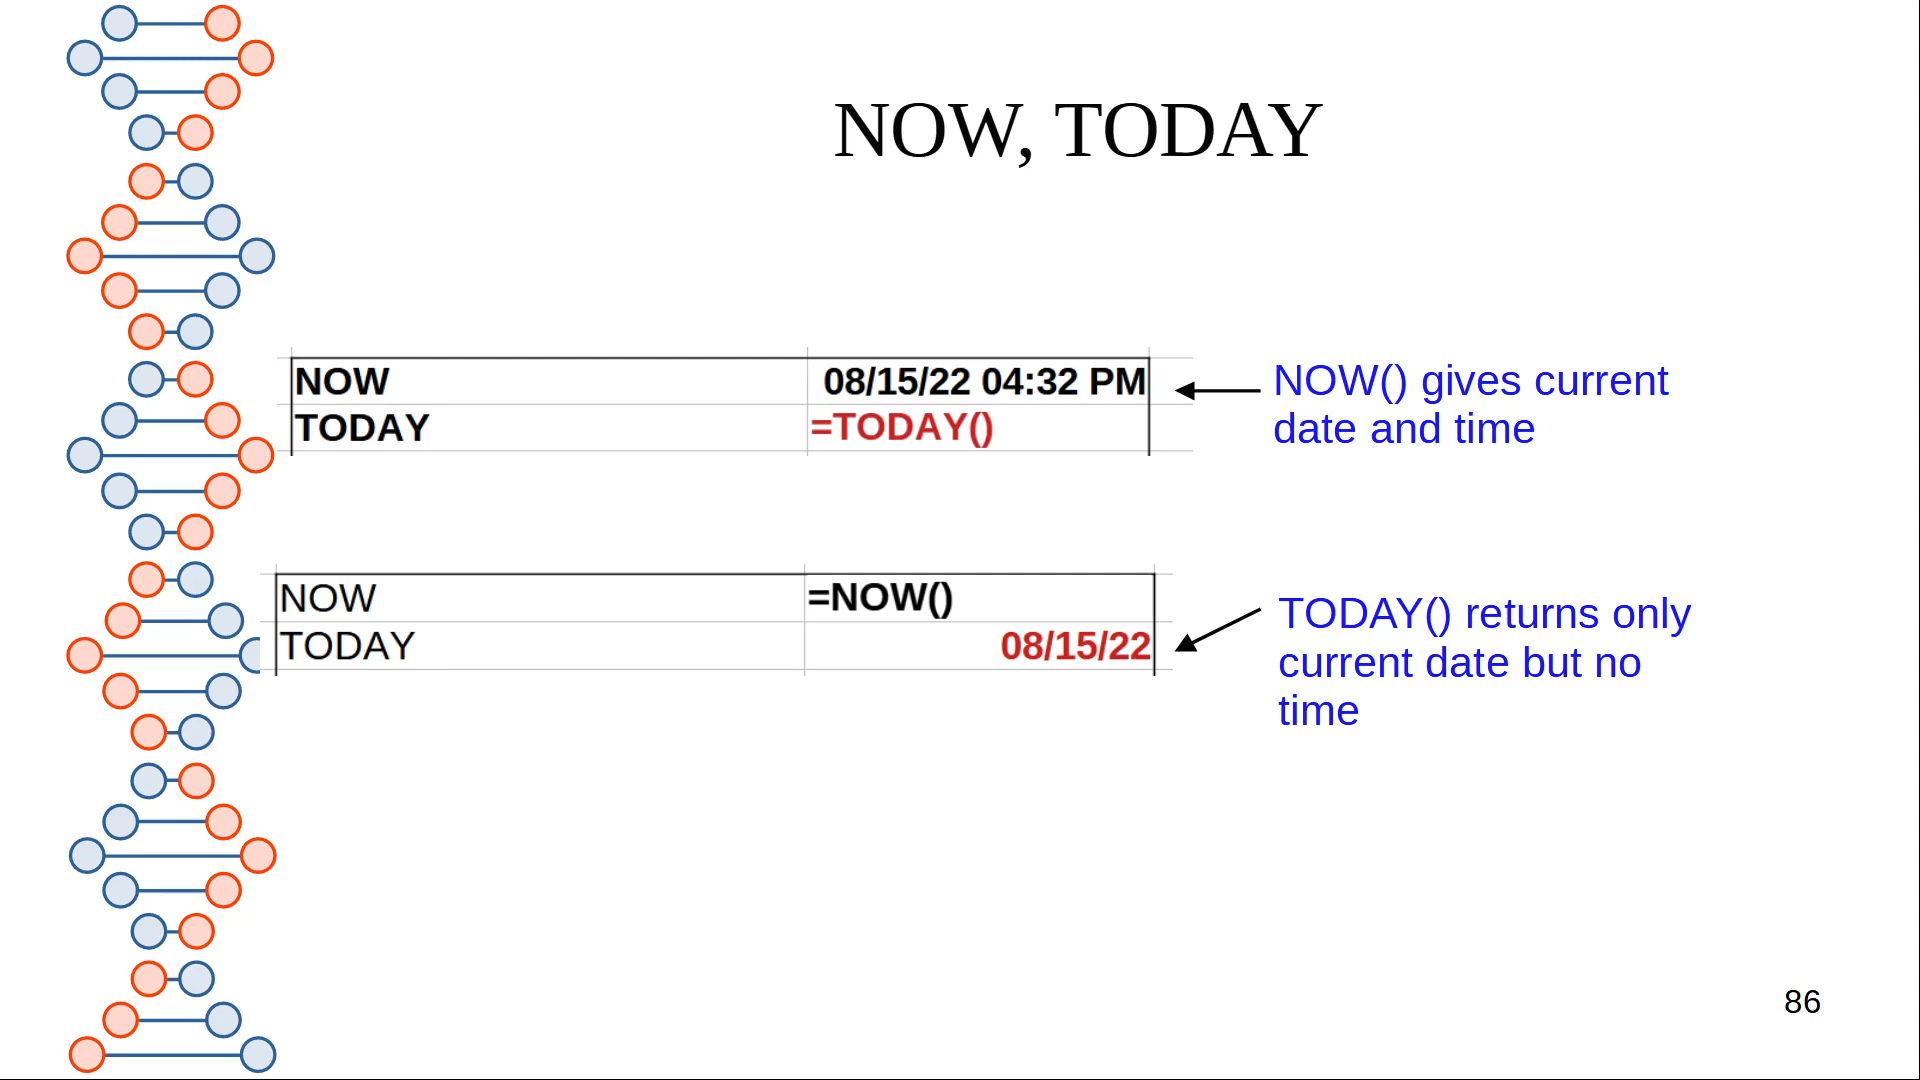 NOW, TODAY
NOW 08/15/22 04:32 PM
TODAY =TODAY()
NOW() gives current
date and time
NOW =NOW()
TODAY 08/15/22
TODAY() returns only
current date but no
time
86